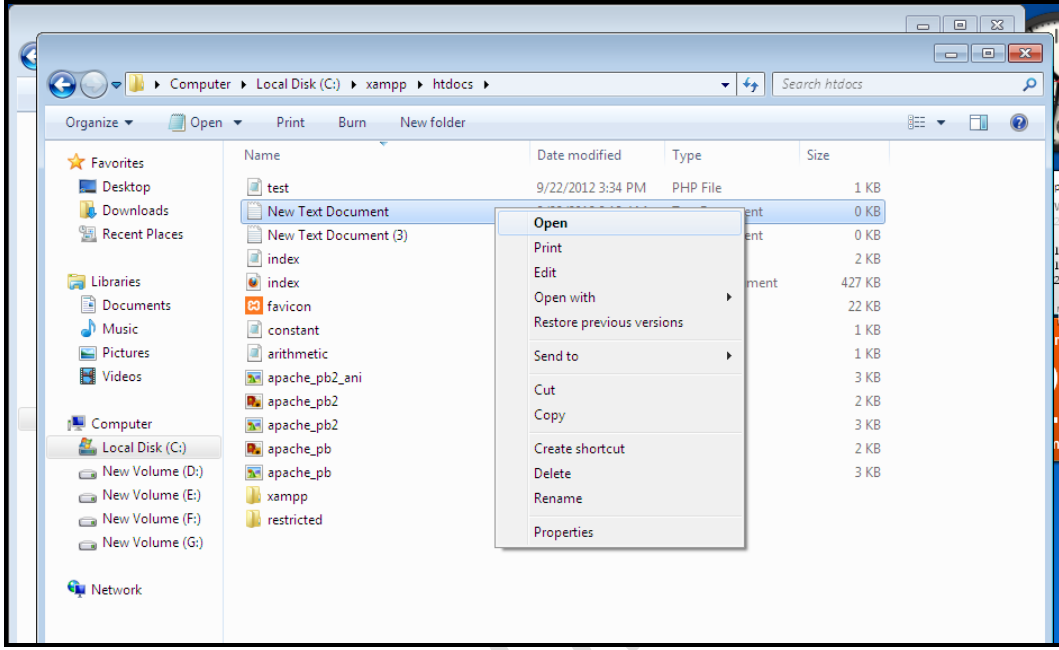 Computer Local Disk (C:) xampp htdocs Search htdocs
Organize Open Print Burn New folder
Favorites
Desktop
Downloads
Recent Places
Libraries
Documents
Music
Pictures
Videos
Computer
Local Disk (C:)
New Volume (D:)
New Volume (E:)
New Volume (F:)
New Volume (G:)
Network
Name Date modified Type Size
test 9/22/2012 3:34 PM PHP File 1 KB
New Text Document 0 KB
New Text Document (3) 0 KB
index 2 KB
index 427 KB
favicon 22 KB
constant 1 KB
arithmetic 1 KB
apache_pb2_ani 3 KB
apache_pb2 2 KB
apache_pb2 3 KB
apache_pb 2 KB
apache_pb 3 KB
xampp
restricted
Open
Print
Edit
Open with
Restore previous versions
Send to
Cut
Copy
Create shortcut
Delete
Rename
Properties